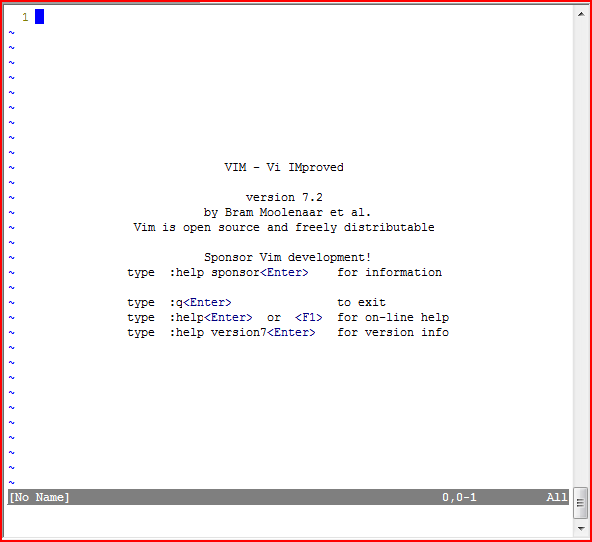 1
~
~
~
~
~
~
~
~
~
~ VIM - Vi IMproved
~
~ version 7.2
~ by Bram Moolenaar et al.
~ Vim is open source and freely distributable
~
~ Sponsor Vim development!
~ type :help sponsor<Enter> for information
~
~ type :q<Enter> to exit
~ type :help<Enter> or <F1> for on-line help
~ type :help version7<Enter> for version info
~
~
~
~
~
~
~
~
~
~
[No Name] 0,0-1 All